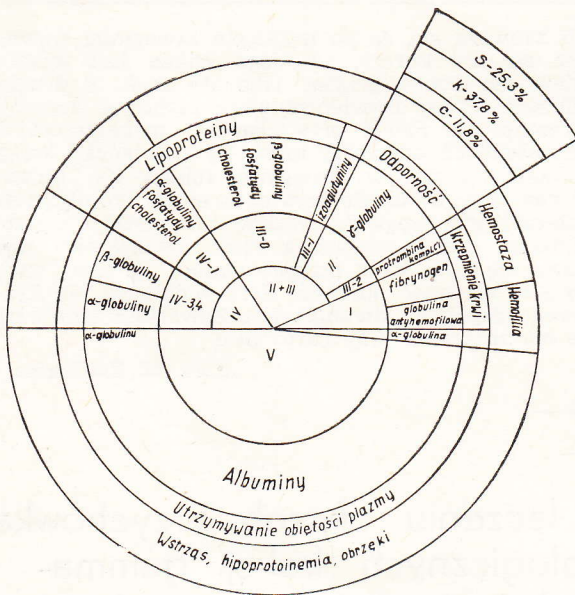 S-25,3%
K-37,8%
C-11,8%
Lipoproteiny
Odporność
Hemostaza
Hemofilia
Krzepnienie krwi
α-globuliny
fosfatydy
cholesterol
β-globuliny
fosfatydy
cholesterol
izoaglutyniny
γ-globuliny
protrombina
fibrynogen
globulina
antyhemofilowa
α-globulina
β-globuliny
α-globuliny
α-globulinu
IV-1
III-0
III-1
II
III-2
I
IV-3,4
IV
II+III
V
Albuminy
Utrzymywanie objętości plazmy
Wstrząs, hipoprotoinemia, obrzęki